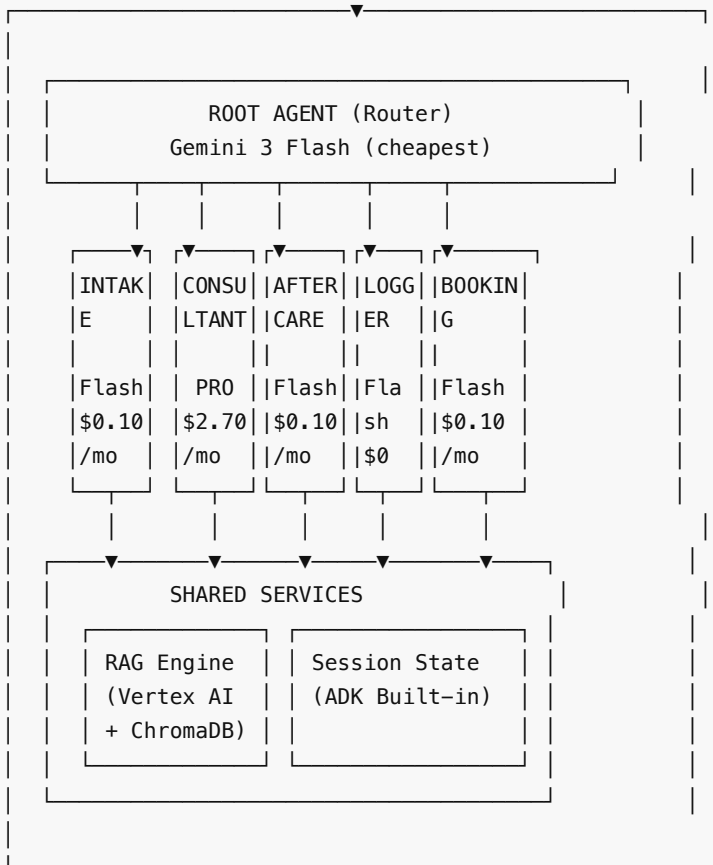 ROOT AGENT (Router)
Gemini 3 Flash (cheapest)
INTAK CONSU AFTER LOGG BOOKIN
E LTANT CARE ER G
Flash PRO Flash Fla Flash
$0.10 $2.70 $0.10 sh $0.10
/mo /mo /mo $0 /mo
SHARED SERVICES
RAG Engine Session State
(Vertex AI (ADK Built-in)
+ ChromaDB)